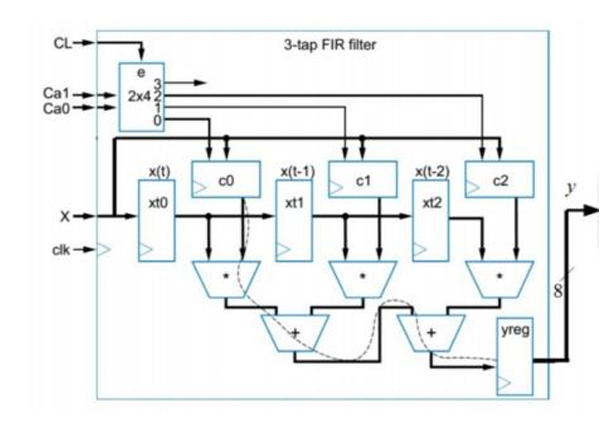 3-tap FIR filter
CL
e
3
Ca1
2x4
2
Ca0
1
0
x(t)
c0
x(t-1)
c1
x(t-2)
c2
y
xt0
xt1
xt2
X
clk
*
*
*
8
+
+
yreg